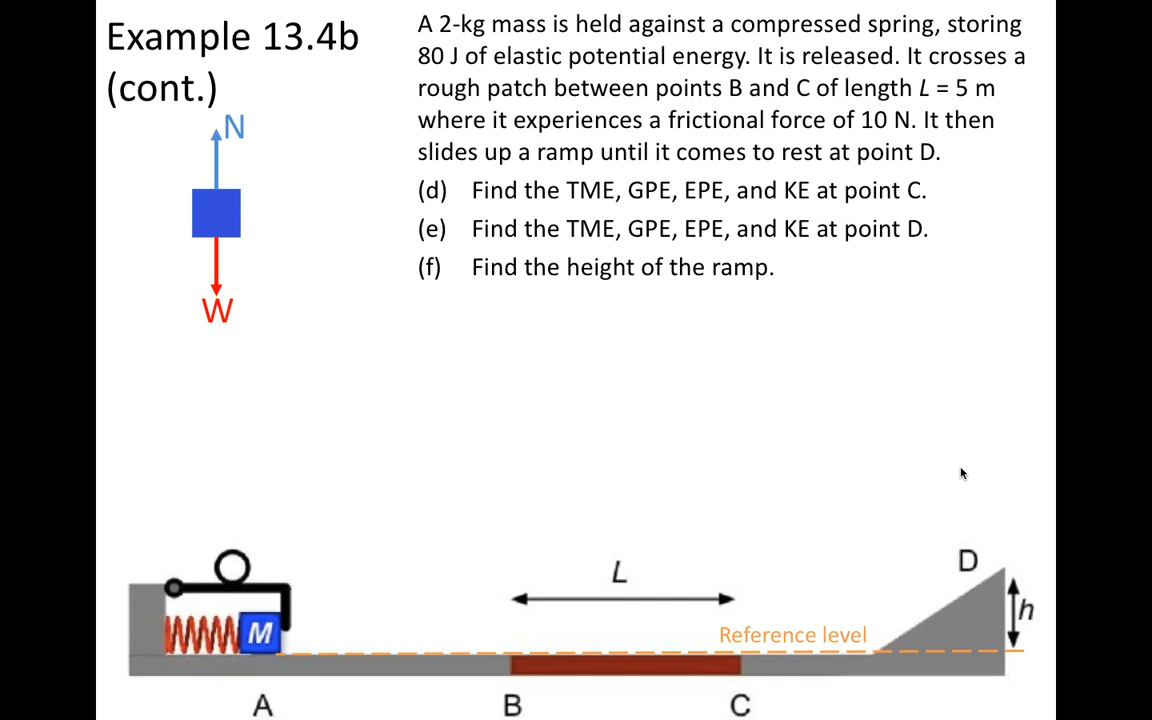 Example 13.4b
(cont.)
N
W
A 2-kg mass is held against a compressed spring, storing
80 J of elastic potential energy. It is released. It crosses a
rough patch between points B and C of length L = 5 m
where it experiences a frictional force of 10 N. It then
slides up a ramp until it comes to rest at point D.
(d) Find the TME, GPE, EPE, and KE at point C.
(e) Find the TME, GPE, EPE, and KE at point D.
(f) Find the height of the ramp.
D
L
h
M
Reference level
A
B
C